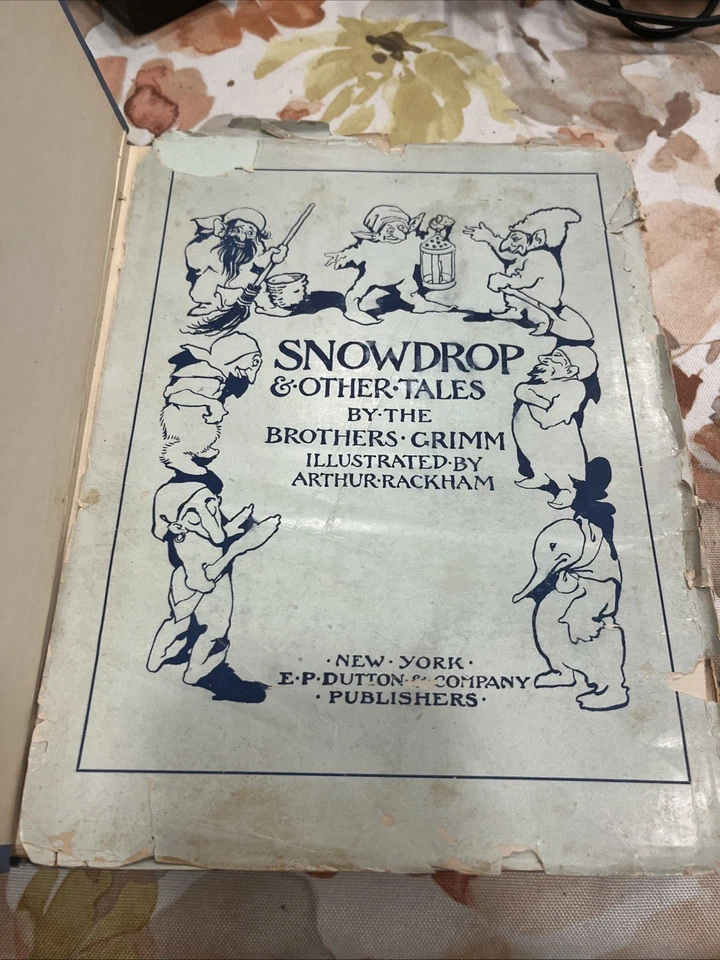 SNOWDROP
&·OTHER·TALES
BY·THE
BROTHERS·GRIMM
ILLUSTRATED·BY
ARTHUR·RACKHAM
·NEW·YORK·
E·P·DUTTON·&·COMPANY
·PUBLISHERS·